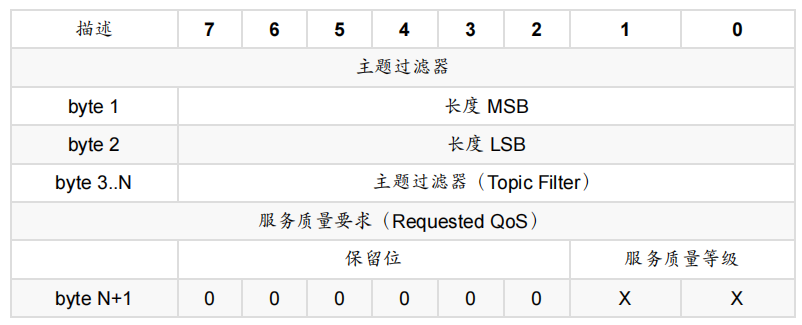 描述 7 6 5 4 3 2 1 0
主题过滤器
byte 1 长度 MSB
byte 2 长度 LSB
byte 3..N 主题过滤器（Topic Filter）
服务质量要求（Requested QoS）
保留位 服务质量等级
byte N+1 0 0 0 0 0 0 X X